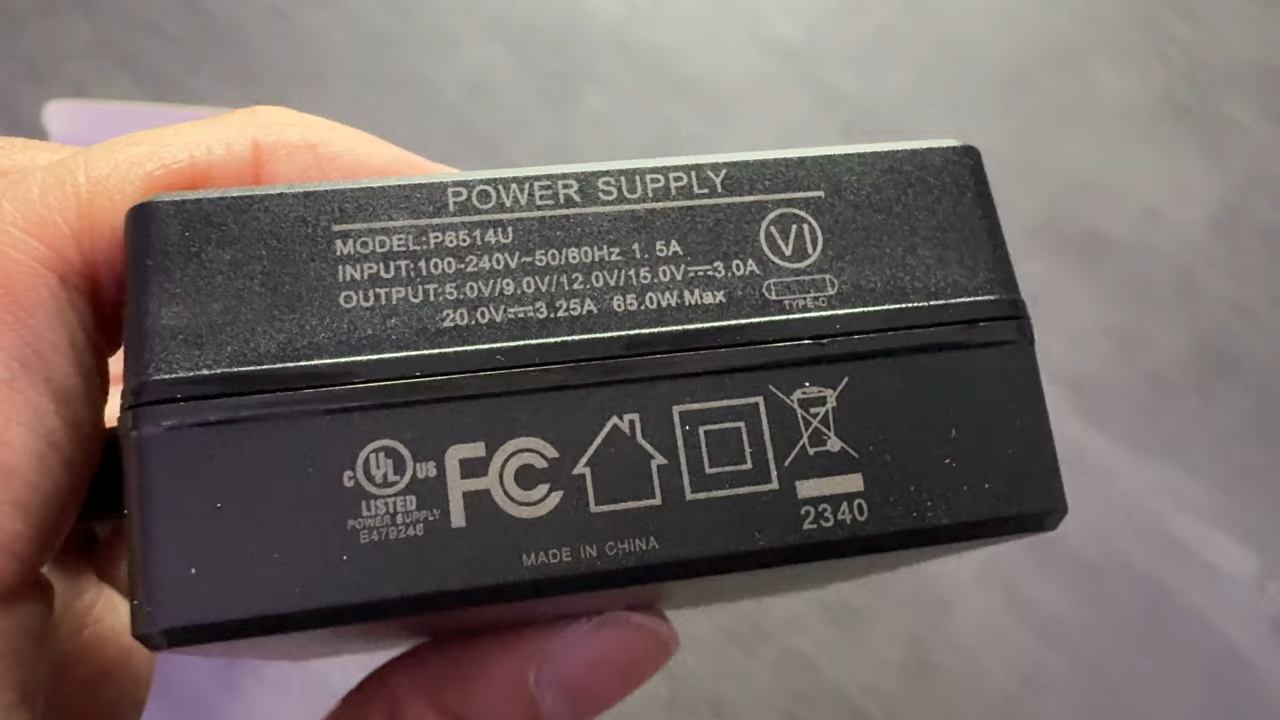 POWER SUPPLY
MODEL:P6514U
INPUT:100-240V~50/60Hz 1.5A
OUTPUT:5.0V/9.0V/12.0V/15.0V⎓3.0A
20.0V⎓3.25A 65.0W Max
VI
TYPE-C
C UL US
LISTED
POWER SUPPLY
E479248
FC
2340
MADE IN CHINA